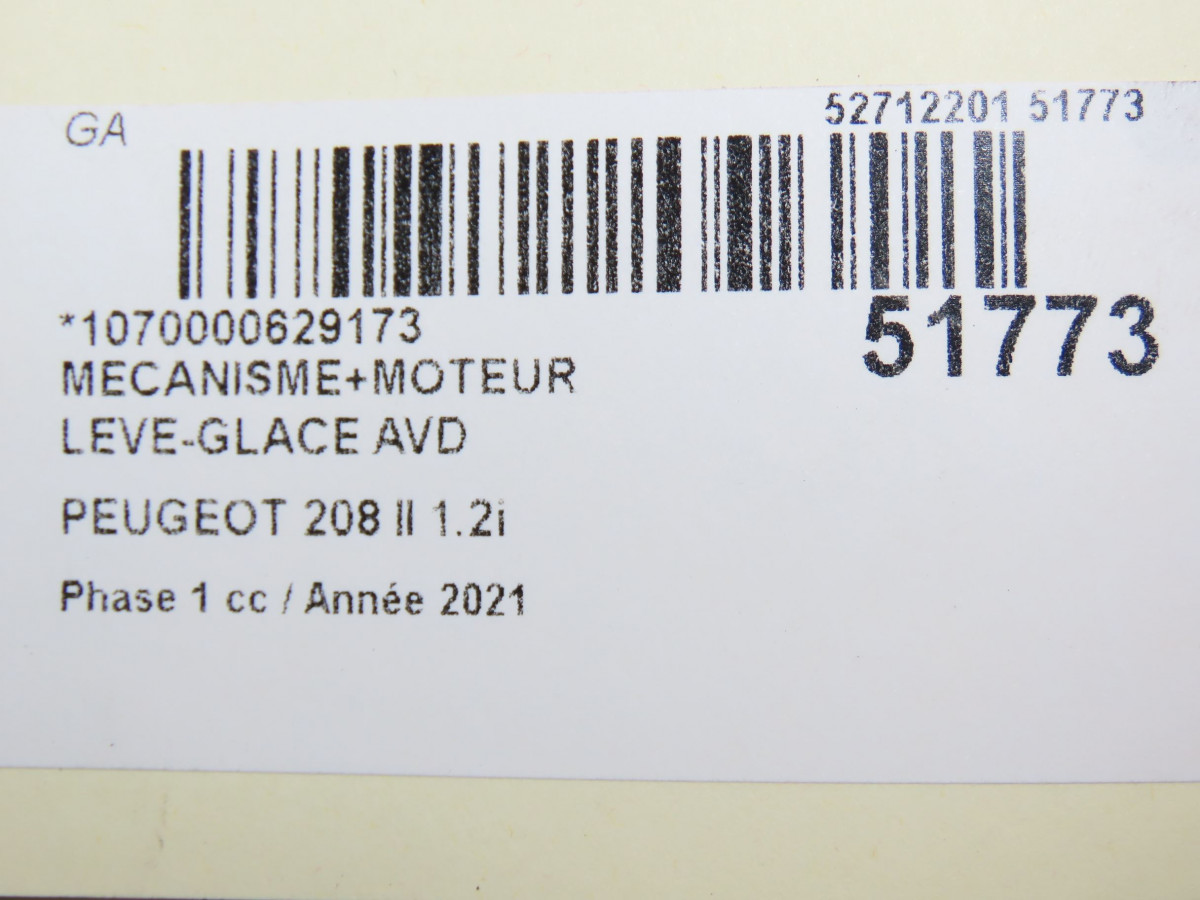 GA
52712201 51773
*1070000629173
51773
MECANISME+MOTEUR
LEVE-GLACE AVD
PEUGEOT 208 II 1.2i
Phase 1 cc / Année 2021